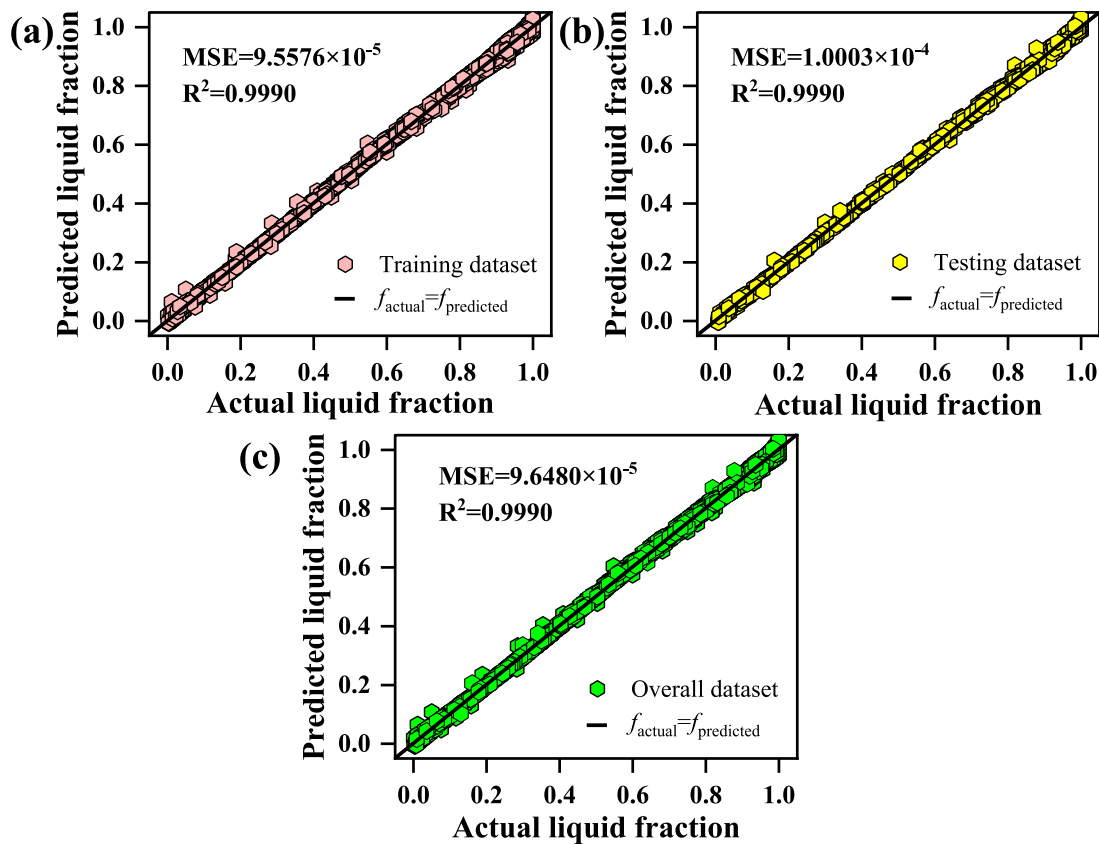 (a)
MSE=9.5576×10⁻⁵
R²=0.9990
Predicted liquid fraction
1.0
0.8
0.6
0.4
0.2
0.0
Training dataset
f_actual=f_predicted
0.0 0.2 0.4 0.6 0.8 1.0
Actual liquid fraction
(b)
MSE=1.0003×10⁻⁴
R²=0.9990
Predicted liquid fraction
1.0
0.8
0.6
0.4
0.2
0.0
Testing dataset
f_actual=f_predicted
0.0 0.2 0.4 0.6 0.8 1.0
Actual liquid fraction
(c)
MSE=9.6480×10⁻⁵
R²=0.9990
Predicted liquid fraction
1.0
0.8
0.6
0.4
0.2
0.0
Overall dataset
f_actual=f_predicted
0.0 0.2 0.4 0.6 0.8 1.0
Actual liquid fraction